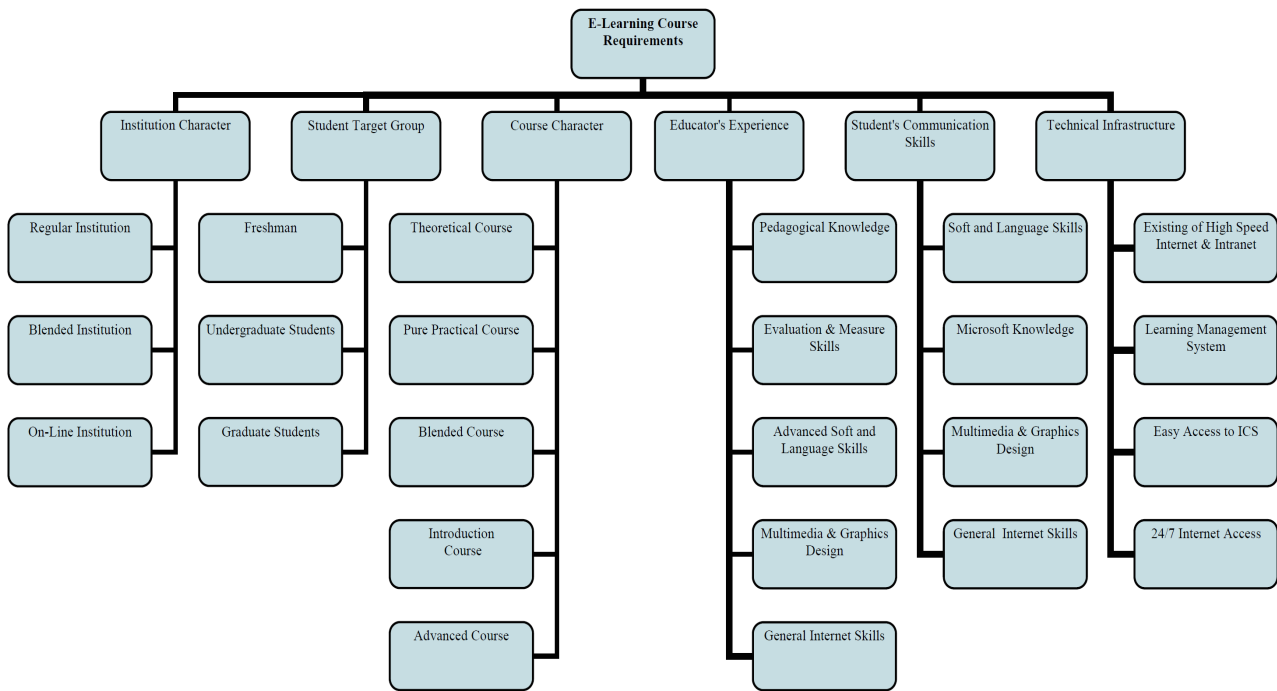 E-Learning Course
Requirements
Institution Character
Student Target Group
Course Character
Educator's Experience
Student's Communication
Skills
Technical Infrastructure
Regular Institution
Freshman
Theoretical Course
Pedagogical Knowledge
Soft and Language Skills
Existing of High Speed
Internet & Intranet
Blended Institution
Undergraduate Students
Pure Practical Course
Evaluation & Measure
Skills
Microsoft Knowledge
Learning Management
System
On-Line Institution
Graduate Students
Blended Course
Advanced Soft and
Language Skills
Multimedia & Graphics
Design
Easy Access to ICS
Introduction
Course
Multimedia & Graphics
Design
General Internet Skills
24/7 Internet Access
Advanced Course
General Internet Skills